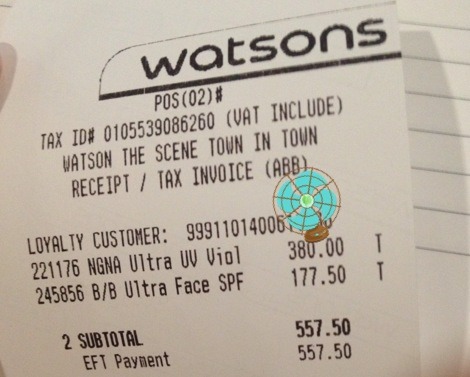 watsons
POS(02)#
TAX ID# 0105539086260 (VAT INCLUDE)
WATSON THE SCENE TOWN IN TOWN
RECEIPT / TAX INVOICE (ABB)
LOYALTY CUSTOMER:
221176 NGNA Ultra UV Viol 380.00 T
245856 B/B Ultra Face SPF 177.50 T
2 SUBTOTAL 557.50
EFT Payment 557.50